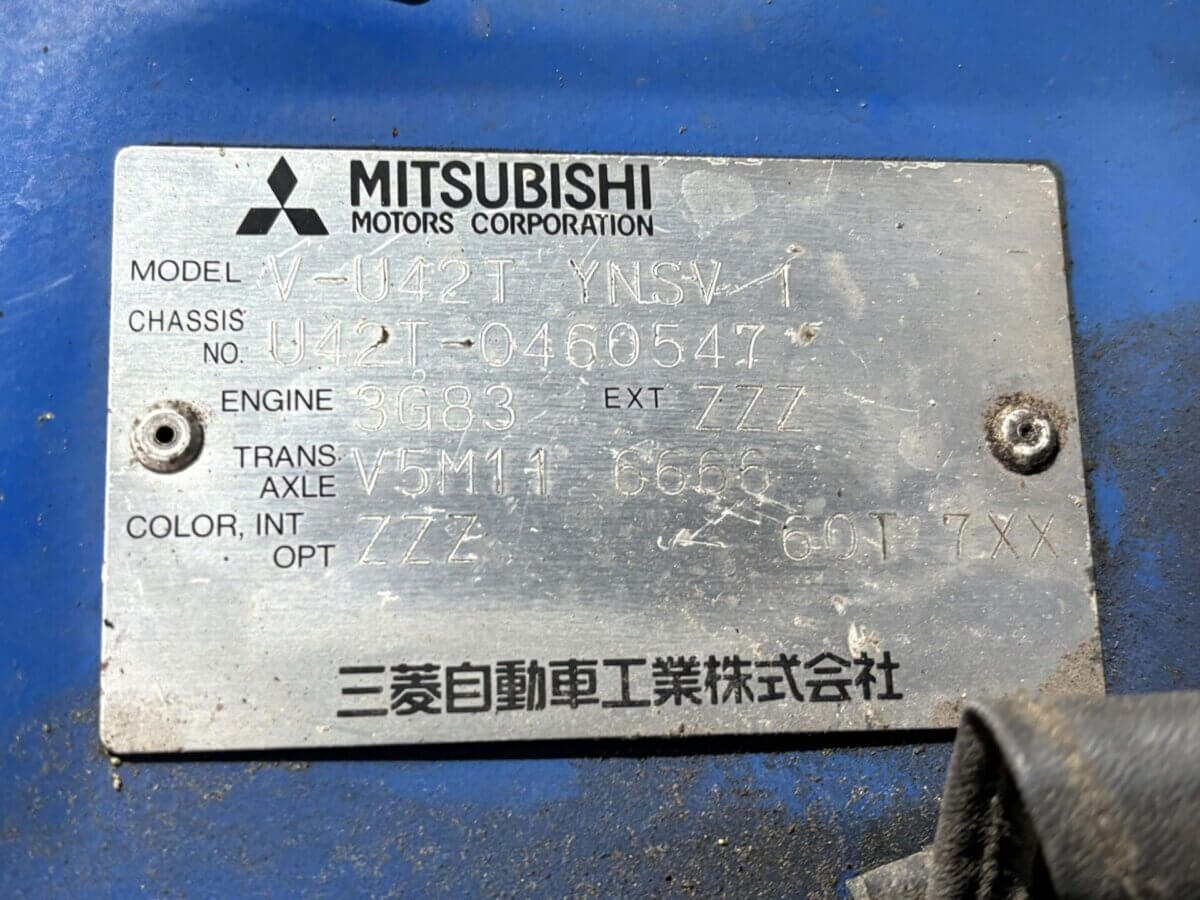 MITSUBISHI
MOTORS CORPORATION
MODEL V-U42T YNSV 1
CHASSIS
NO. U42T-0460547
ENGINE 3G83 EXT ZZZ
TRANS
AXLE V5M11 6666
COLOR, INT
OPT ZZZ 60T 7XX
三菱自動車工業株式会社